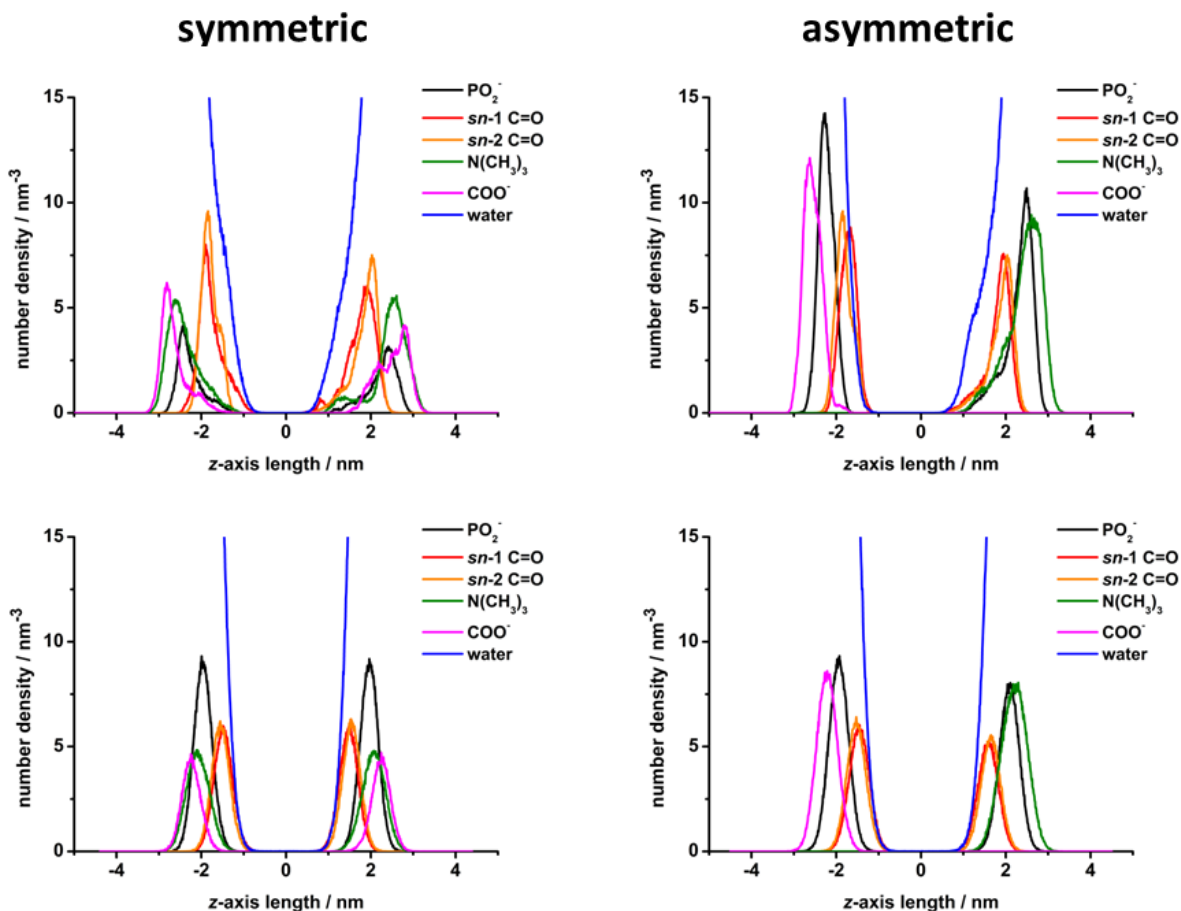 symmetric
asymmetric
15
10
5
0
number density / nm⁻³
-4 -2 0 2 4
z-axis length / nm
PO₂⁻
sn-1 C=O
sn-2 C=O
N(CH₃)₃
COO⁻
water
15
10
5
0
number density / nm⁻³
-4 -2 0 2 4
z-axis length / nm
PO₂⁻
sn-1 C=O
sn-2 C=O
N(CH₃)₃
COO⁻
water
15
10
5
0
number density / nm⁻³
-4 -2 0 2 4
z-axis length / nm
PO₂⁻
sn-1 C=O
sn-2 C=O
N(CH₃)₃
COO⁻
water
15
10
5
0
number density / nm⁻³
-4 -2 0 2 4
z-axis length / nm
PO₂⁻
sn-1 C=O
sn-2 C=O
N(CH₃)₃
COO⁻
water